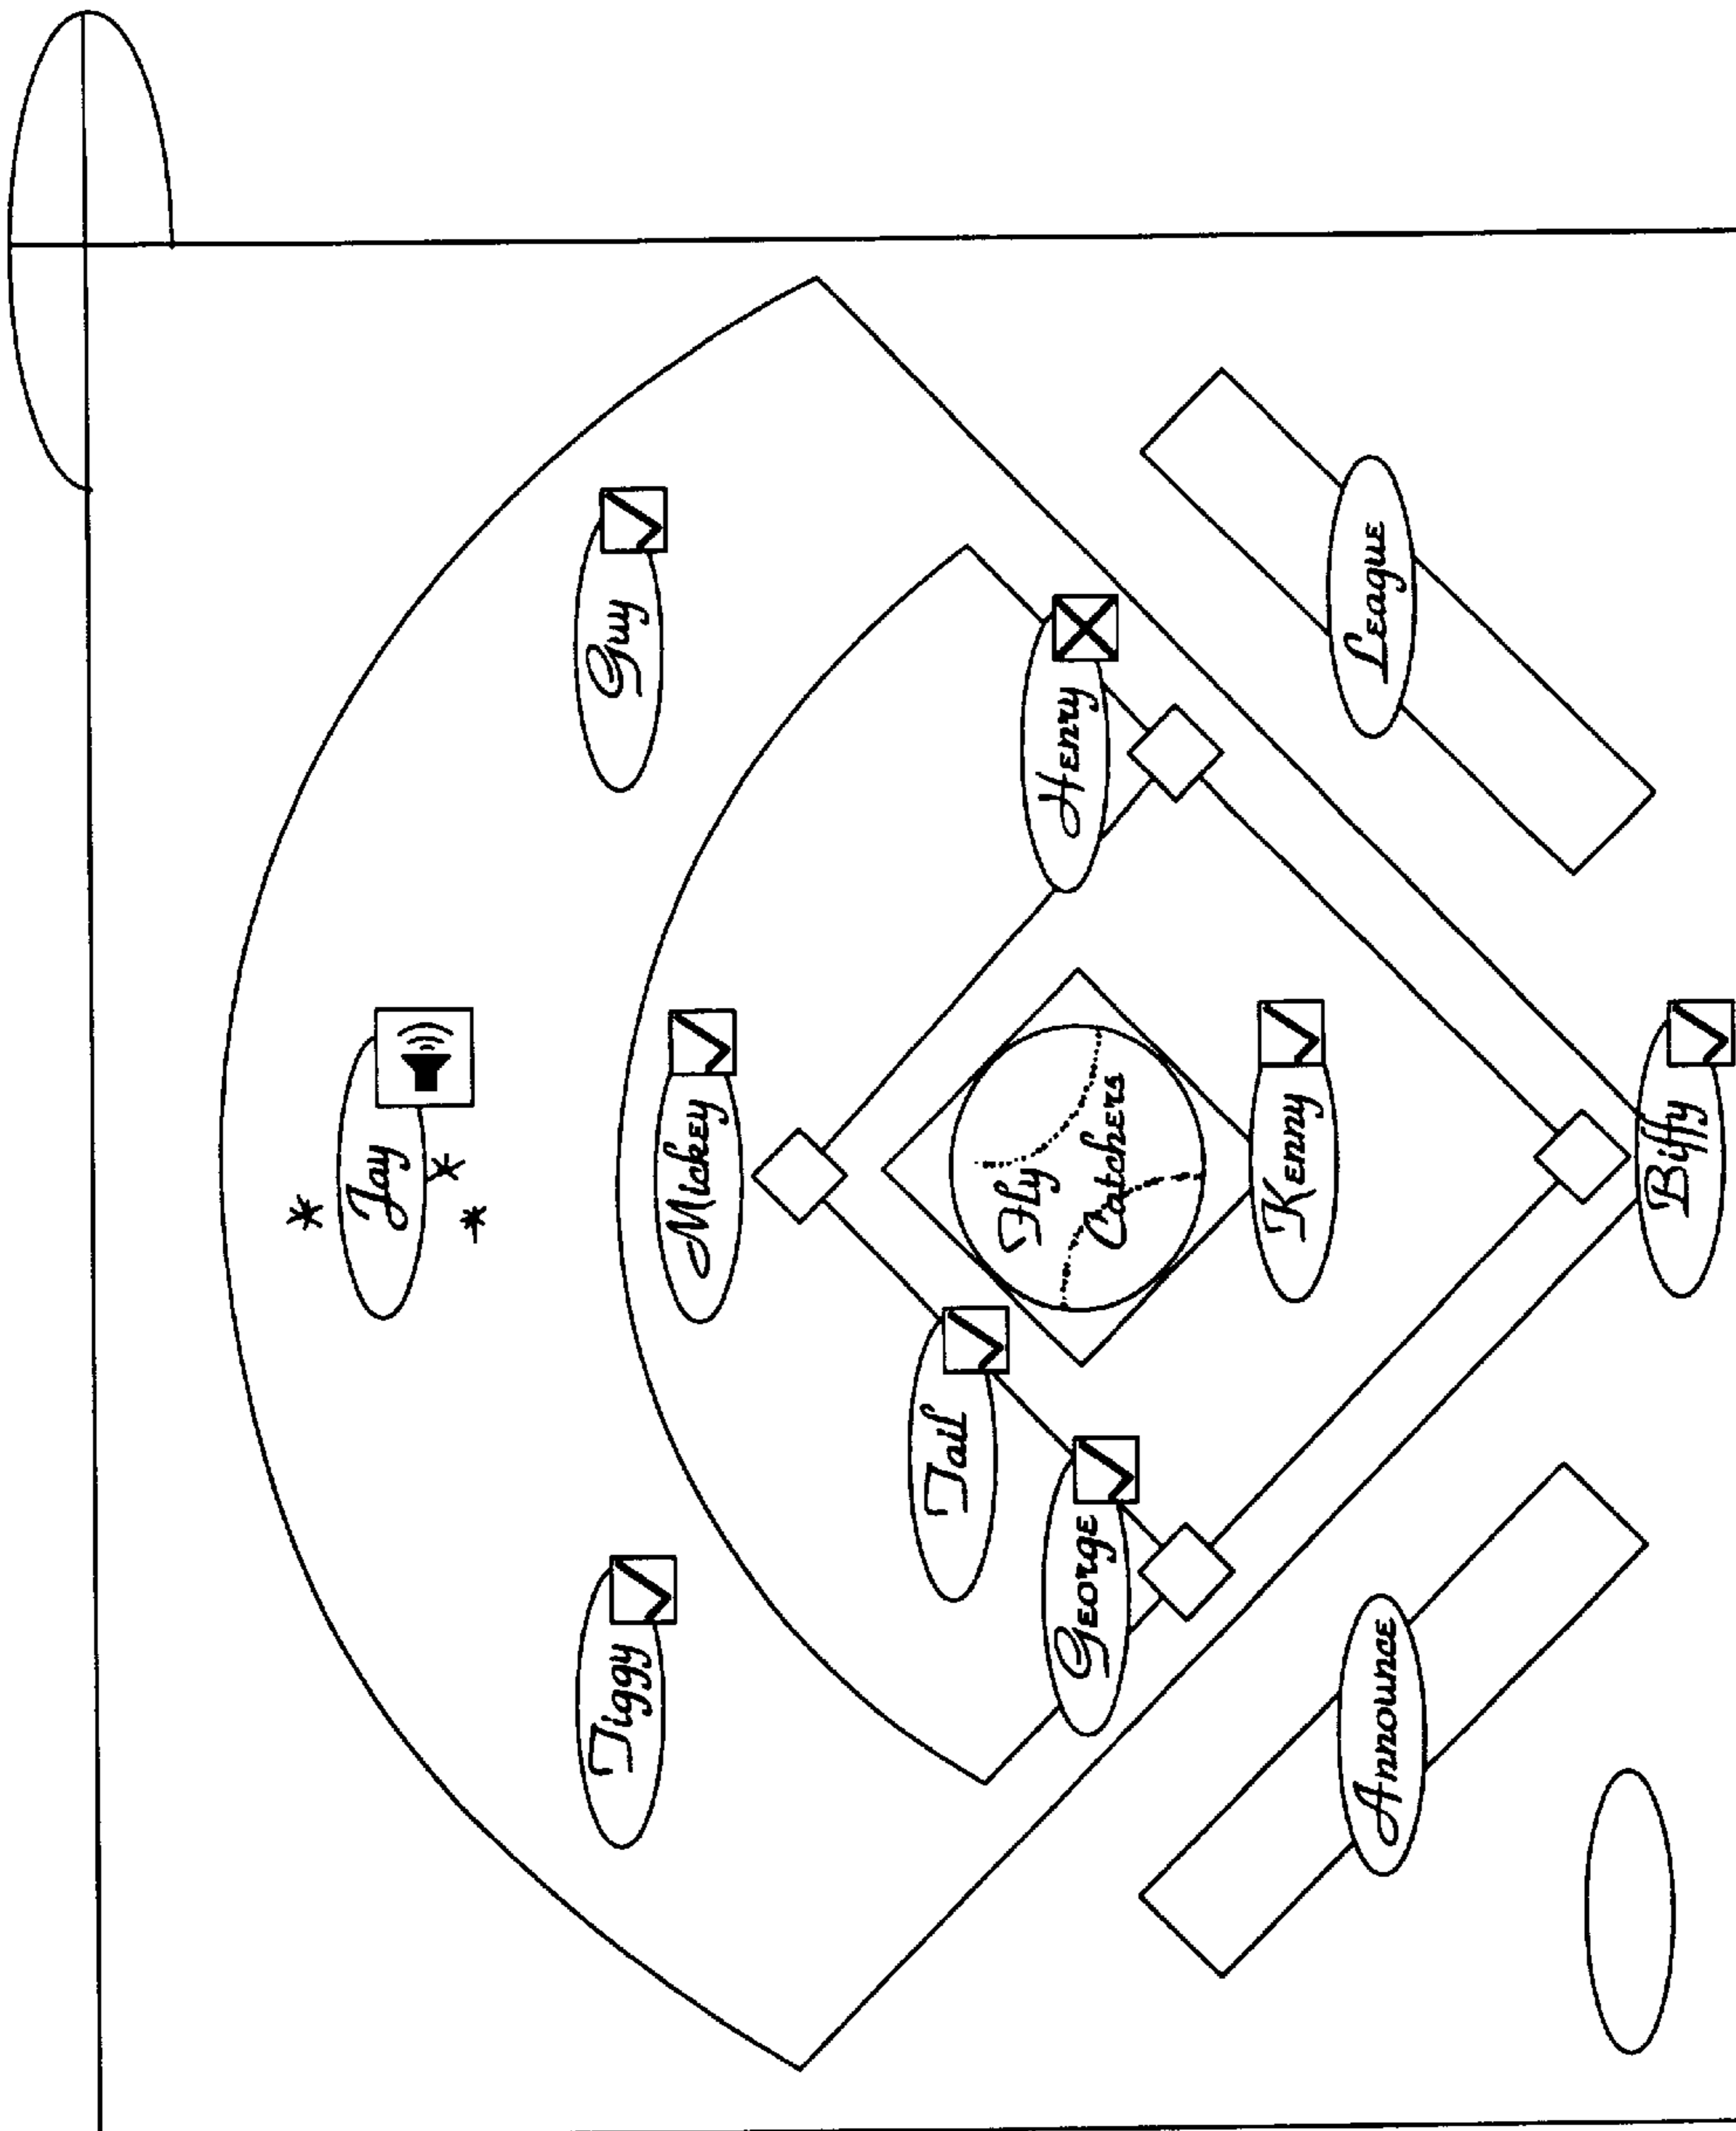 Jay
Tiggy
Guy
Mickey
Tail
George
Henry
Fly
Catchers
Kenny
Announce
League
Biffy